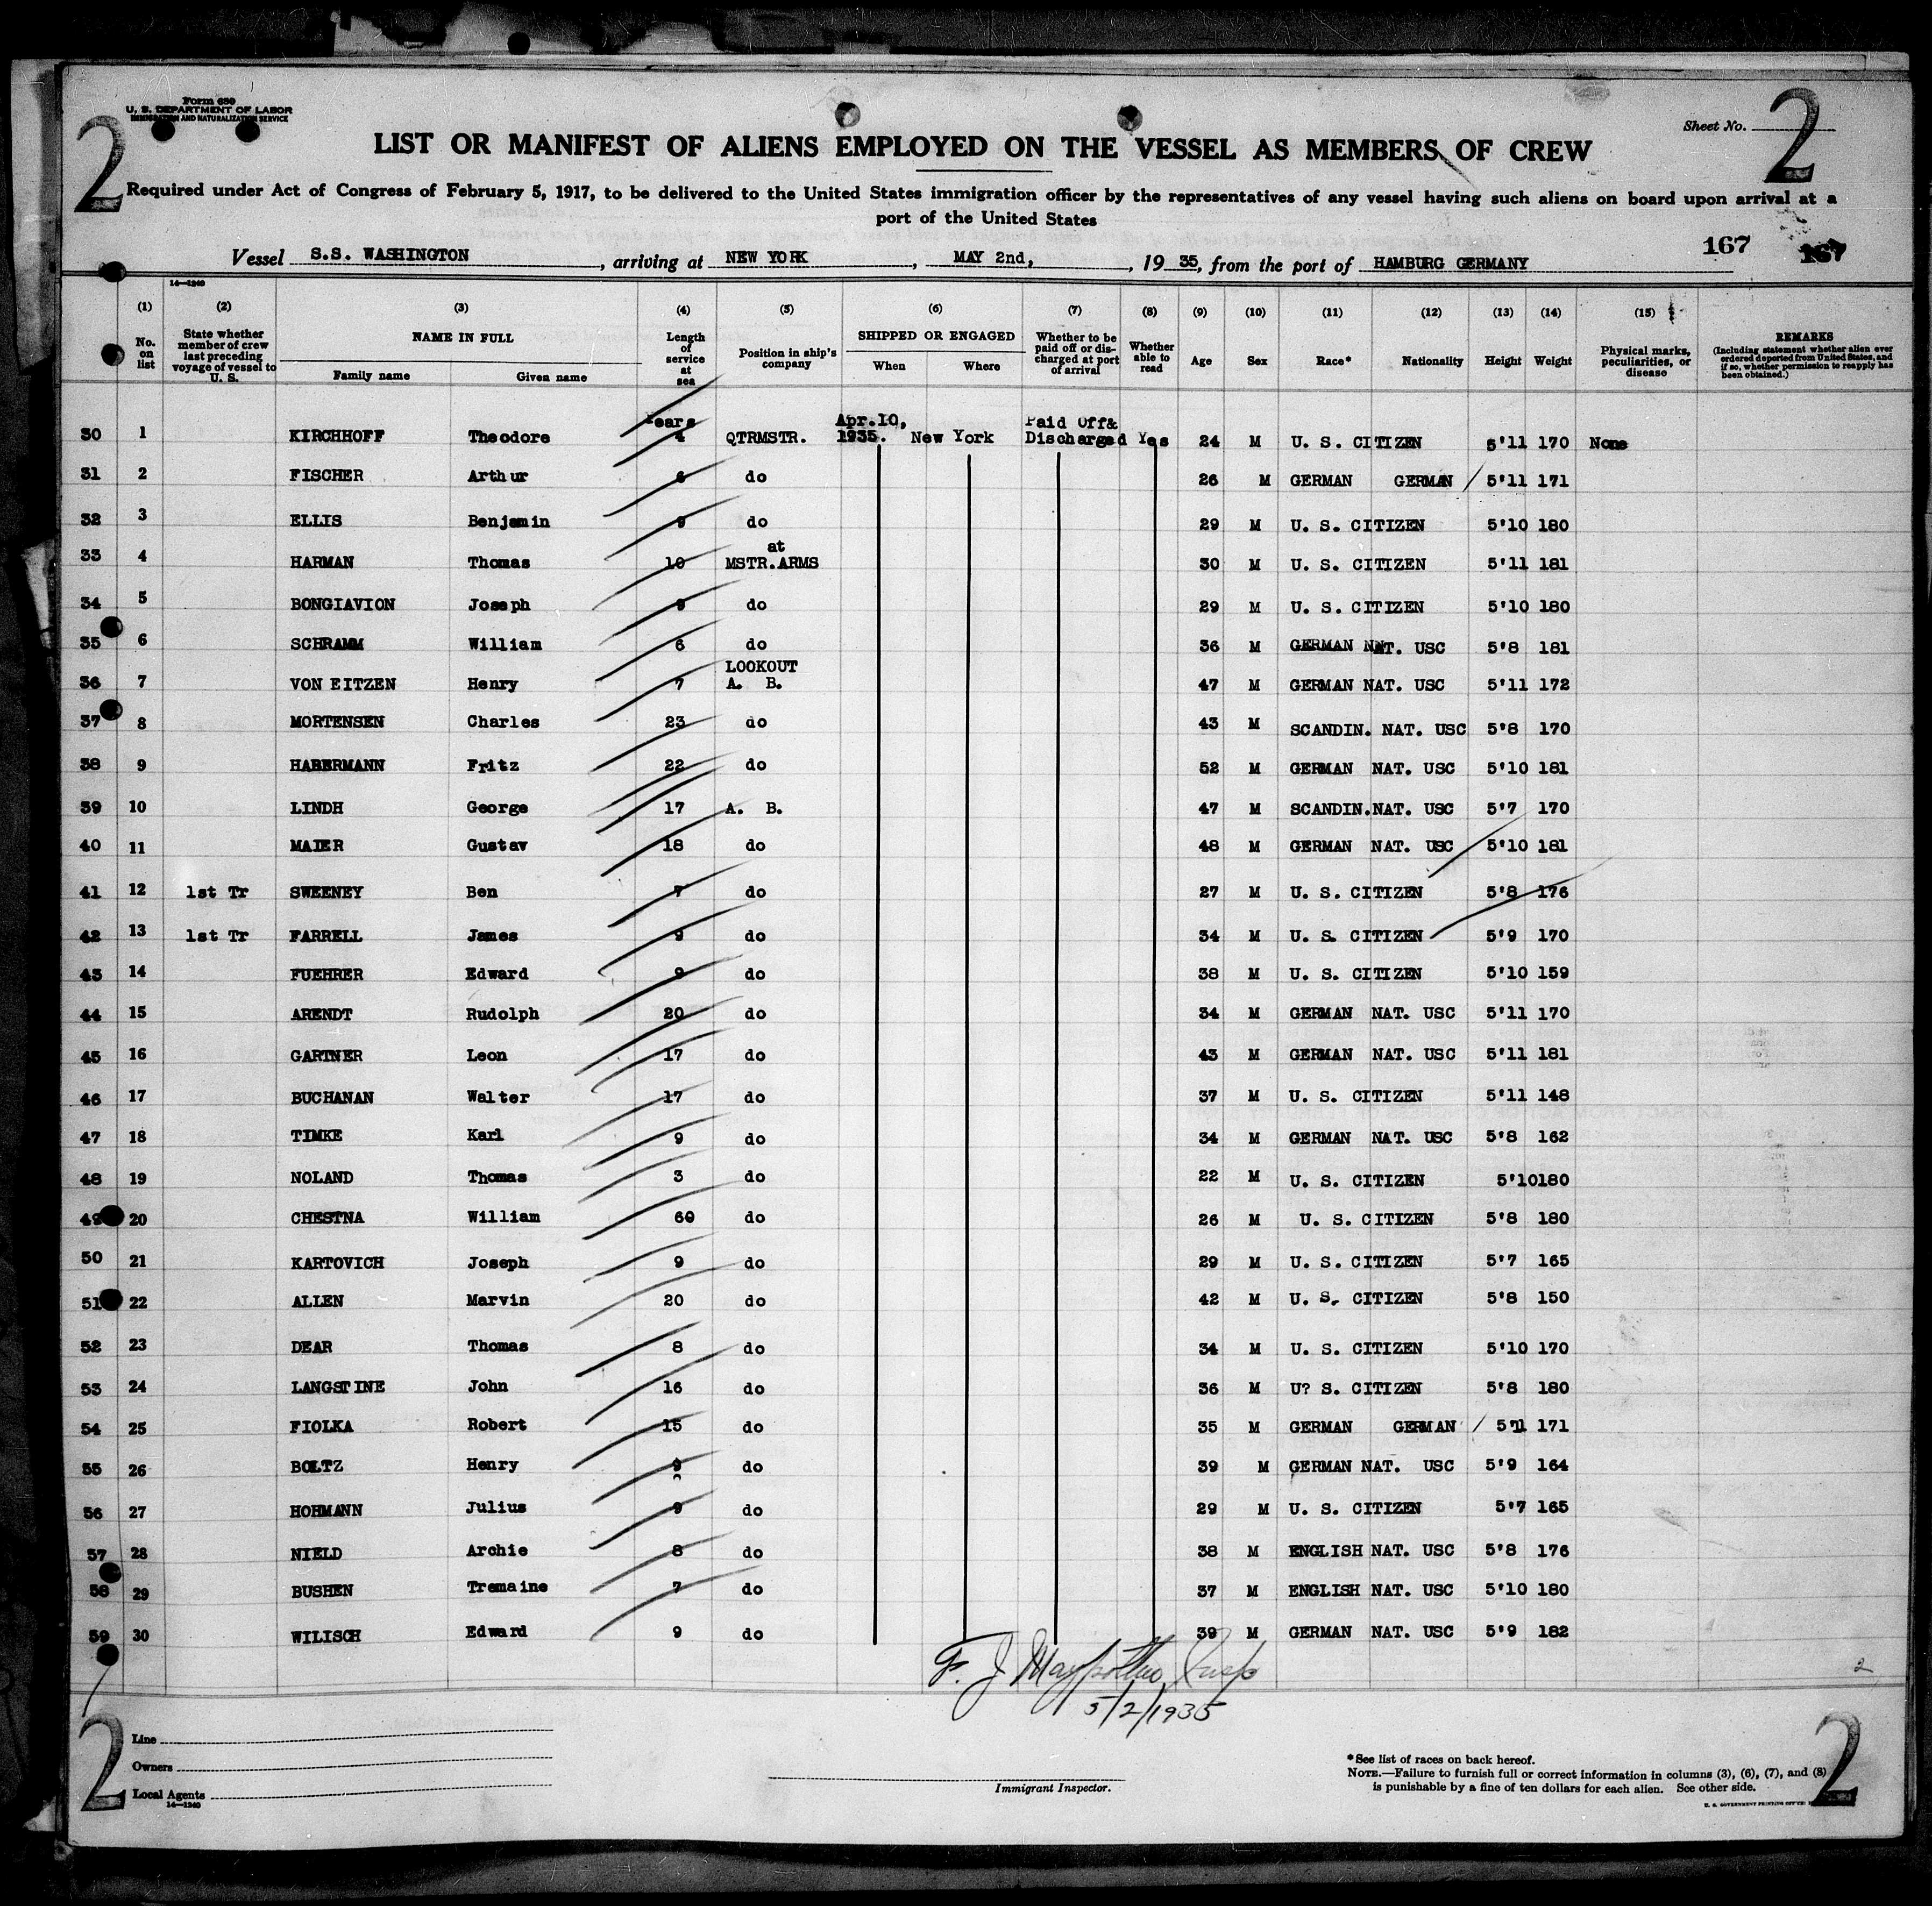 Form 680
U. S. DEPARTMENT OF LABOR
IMMIGRATION AND NATURALIZATION SERVICE
2
2
Sheet No.
LIST OR MANIFEST OF ALIENS EMPLOYED ON THE VESSEL AS MEMBERS OF CREW
Required under Act of Congress of February 5, 1917, to be delivered to the United States immigration officer by the representatives of any vessel having such aliens on board upon arrival at a
port of the United States
167 167
Vessel S.S. WASHINGTON, arriving at NEW YORK, MAY 2nd, , 19 35, from the port of HAMBURG GERMANY
14—1240
(1) (2) (3) (4) (5) (6) (7) (8) (9) (10) (11) (12) (13) (14) (15)
No. on list
State whether member of crew last preceding voyage of vessel to U. S.
NAME IN FULL
Family name Given name
Length of service at sea
Position in ship's company
SHIPPED OR ENGAGED
When Where
Whether to be paid off or discharged at port of arrival
Whether able to read
Age Sex Race* Nationality Height Weight
Physical marks, peculiarities, or disease
REMARKS
(Including statement whether alien ever ordered deported from United States, and if so, whether permission to reapply has been obtained.)
Years Apr.10, Paid Off&
30 1 KIRCHHOFF Theodore 4 QTRMSTR. 1935. New York Discharged Yes 24 M U. S. CITIZEN 5'11 170 None
31 2 FISCHER Arthur 6 do 26 M GERMAN GERMAN / 5'11 171
32 3 ELLIS Benjamin 9 do 29 M U. S. CITIZEN 5'10 180
at
33 4 HARMAN Thomas 10 MSTR.ARMS 30 M U. S. CITIZEN 5'11 181
34 5 BONGIAVION Joseph 9 do 29 M U. S. CITIZEN 5'10 180
35 6 SCHRAMM William 6 do 36 M GERMAN NAT. USC 5'8 181
LOOKOUT
36 7 VON EITZEN Henry 7 A. B. 47 M GERMAN NAT. USC 5'11 172
37 8 MORTENSEN Charles 23 do 43 M SCANDIN. NAT. USC 5'8 170
38 9 HABERMANN Fritz 22 do 52 M GERMAN NAT. USC 5'10 181
39 10 LINDH George 17 A. B. 47 M SCANDIN.NAT. USC 5'7 170
40 11 MAIER Gustav 18 do 48 M GERMAN NAT. USC 5'10 181
41 12 1st Tr SWEENEY Ben 7 do 27 M U. S. CITIZEN 5'8 176
42 13 1st Tr FARRELL James 9 do 34 M U. S. CITIZEN 5'9 170
43 14 FUEHRER Edward 9 do 38 M U. S. CITIZEN 5'10 159
44 15 ARENDT Rudolph 20 do 34 M GERMAN NAT. USC 5'11 170
45 16 GARTNER Leon 17 do 43 M GERMAN NAT. USC 5'11 181
46 17 BUCHANAN Walter 17 do 37 M U. S. CITIZEN 5'11 148
47 18 TIMKE Karl 9 do 34 M GERMAN NAT. USC 5'8 162
48 19 NOLAND Thomas 3 do 22 M U. S. CITIZEN 5'10180
49 20 CHESTNA William 60 do 26 M U. S. CITIZEN 5'8 180
50 21 KARTOVICH Joseph 9 do 29 M U. S. CITIZEN 5'7 165
51 22 ALLEN Marvin 20 do 42 M U. S. CITIZEN 5'8 150
52 23 DEAR Thomas 8 do 34 M U. S. CITIZEN 5'10 170
53 24 LANGSTINE John 16 do 36 M U? S. CITIZEN 5'8 180
54 25 FIOLKA Robert 15 do 35 M GERMAN GERMAN / 5'1 171
55 26 BOLTZ Henry 9 do 39 M GERMAN NAT. USC 5'9 164
56 27 HOHMANN Julius 9 do 29 M U. S. CITIZEN 5'7 165
57 28 NIELD Archie 8 do 38 M ENGLISH NAT. USC 5'8 176
58 29 BUSHEN Tremaine 7 do 37 M ENGLISH NAT. USC 5'10 180
59 30 WILISCH Edward 9 do 39 M GERMAN NAT. USC 5'9 182
F. J. Insp
5/2/1935
2
2
2
Line
Owners
Local Agents
14—1240
Immigrant Inspector.
*See list of races on back hereof.
NOTE.—Failure to furnish full or correct information in columns (3), (6), (7), and (8)
is punishable by a fine of ten dollars for each alien. See other side.
U. S. GOVERNMENT PRINTING OFFICE